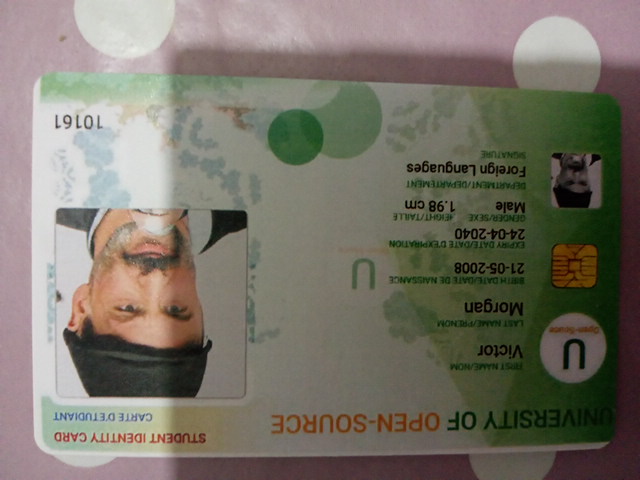 UNIVERSITY OF OPEN-SOURCE
STUDENT IDENTITY CARD
CARTE D'ETUDIANT
U
Open-Source
FIRST NAME/NOM
Victor
LAST NAME/PRENOM
Morgan
BIRTH DATE/DATE DE NAISSANCE
21-05-2008
U
EXPIRY DATE/DATE D'EXPIRATION
24-04-2040
GENDER/SEXE HEIGHT/TAILLE
Male 1.98 cm
DEPARTMENT/DEPARTEMENT
Foreign Languages
SIGNATURE
10161